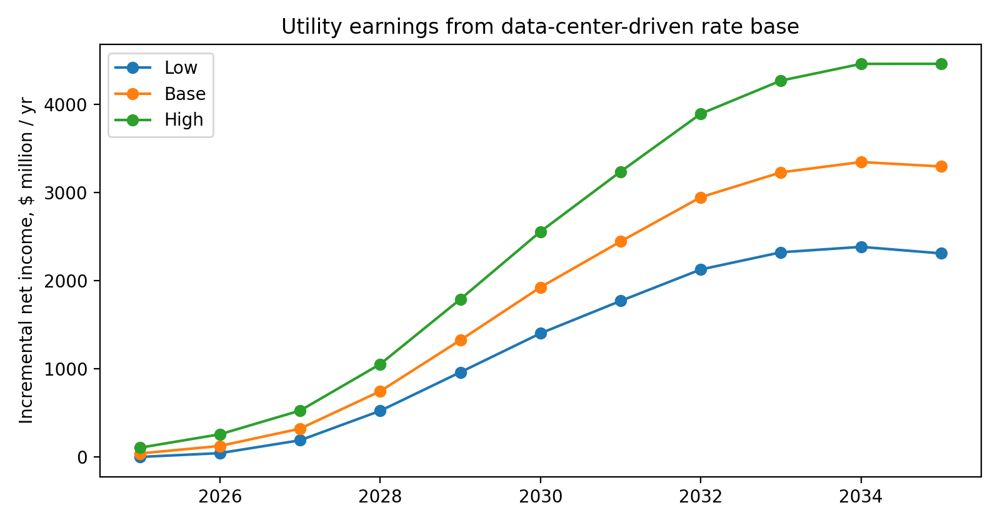 Utility earnings from data-center-driven rate base
Low
Base
High
Incremental net income, $ million / yr
4000
3000
2000
1000
0
2026
2028
2030
2032
2034